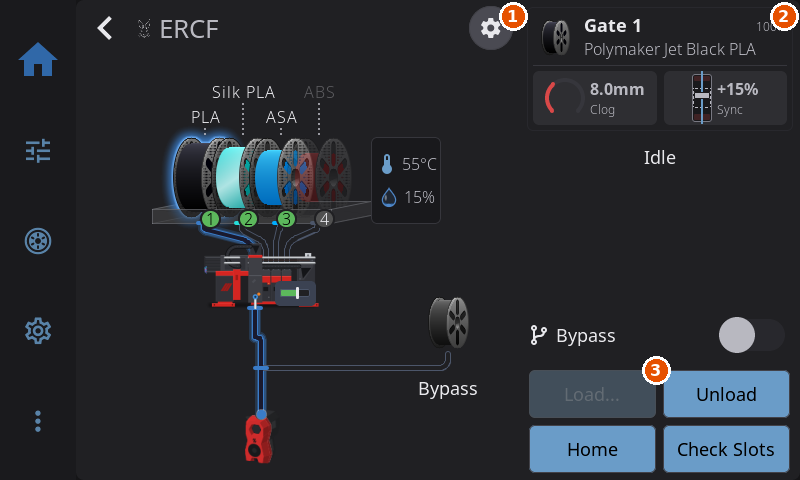 ERCF
1
2
Gate 1
Polymaker Jet Black PLA
8.0mm
Clog
+15%
Sync
Silk PLA
ABS
PLA
ASA
55°C
15%
1
2
3
4
Idle
Bypass
Bypass
3
Load...
Unload
Home
Check Slots